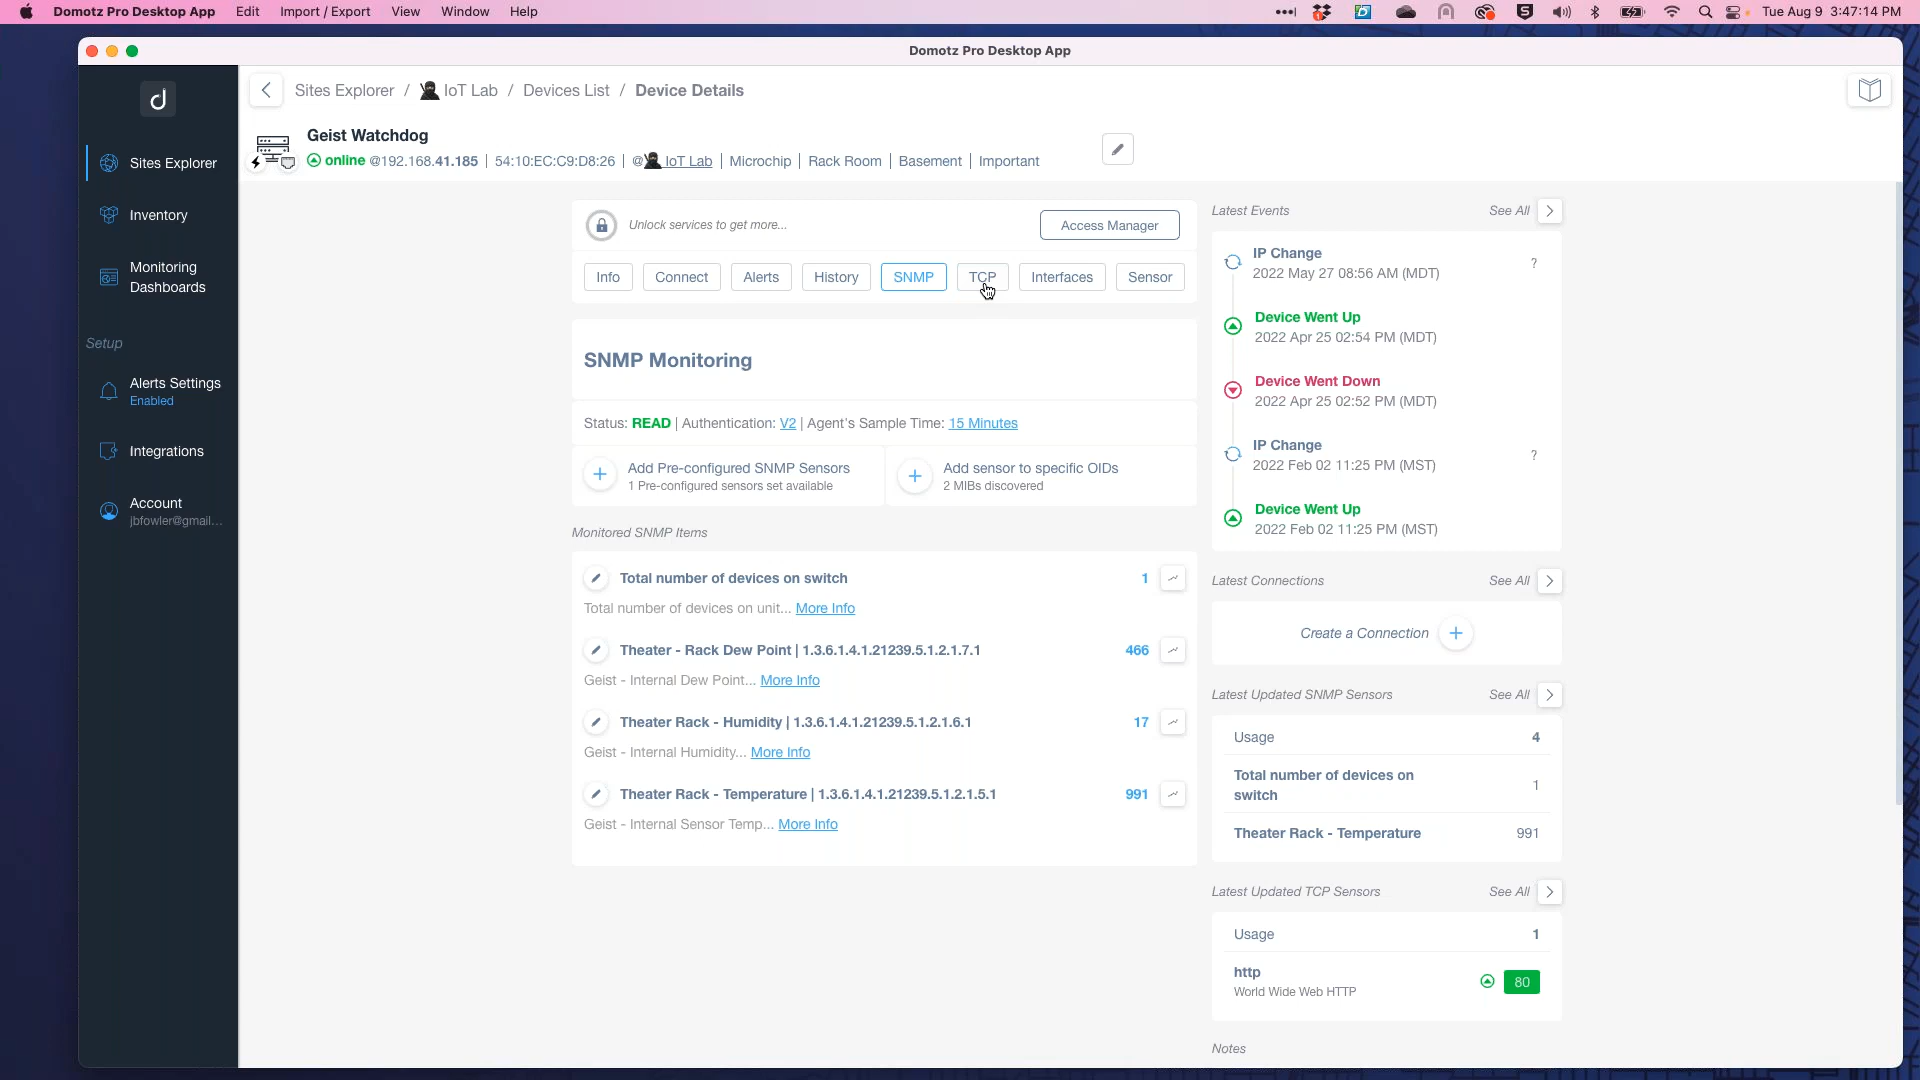 Domotz Pro Desktop App Edit Import / Export View Window Help Tue Aug 9 3:47:14 PM
Domotz Pro Desktop App
Sites Explorer / IoT Lab / Devices List / Device Details
Geist Watchdog
online @192.168.41.185 | 54:10:EC:C9:D8:26 | @ IoT Lab | Microchip | Rack Room | Basement | Important
Sites Explorer
Inventory
Monitoring
Dashboards
Setup
Alerts Settings
Enabled
Integrations
Account
jbfowler@gmail...
Unlock services to get more...
Access Manager
Info Connect Alerts History SNMP TCP Interfaces Sensor
SNMP Monitoring
Status: READ | Authentication: V2 | Agent's Sample Time: 15 Minutes
Add Pre-configured SNMP Sensors
1 Pre-configured sensors set available
Add sensor to specific OIDs
2 MIBs discovered
Monitored SNMP Items
Total number of devices on switch 1
Total number of devices on unit... More Info
Theater - Rack Dew Point | 1.3.6.1.4.1.21239.5.1.2.1.7.1 466
Geist - Internal Dew Point... More Info
Theater Rack - Humidity | 1.3.6.1.4.1.21239.5.1.2.1.6.1 17
Geist - Internal Humidity... More Info
Theater Rack - Temperature | 1.3.6.1.4.1.21239.5.1.2.1.5.1 991
Geist - Internal Sensor Temp... More Info
Latest Events See All
IP Change
2022 May 27 08:56 AM (MDT) ?
Device Went Up
2022 Apr 25 02:54 PM (MDT)
Device Went Down
2022 Apr 25 02:52 PM (MDT)
IP Change
2022 Feb 02 11:25 PM (MST) ?
Device Went Up
2022 Feb 02 11:25 PM (MST)
Latest Connections See All
Create a Connection
Latest Updated SNMP Sensors See All
Usage 4
Total number of devices on
switch 1
Theater Rack - Temperature 991
Latest Updated TCP Sensors See All
Usage 1
http
World Wide Web HTTP 80
Notes